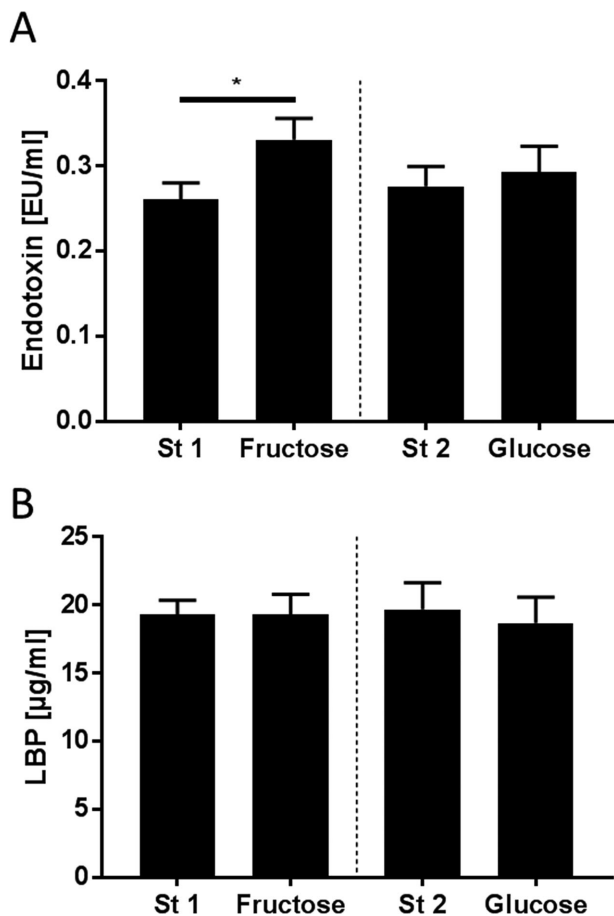 A
*
Endotoxin [EU/ml]
0.4
0.3
0.2
0.1
0.0
St 1 Fructose St 2 Glucose
B
LBP [µg/ml]
25
20
15
10
5
0
St 1 Fructose St 2 Glucose